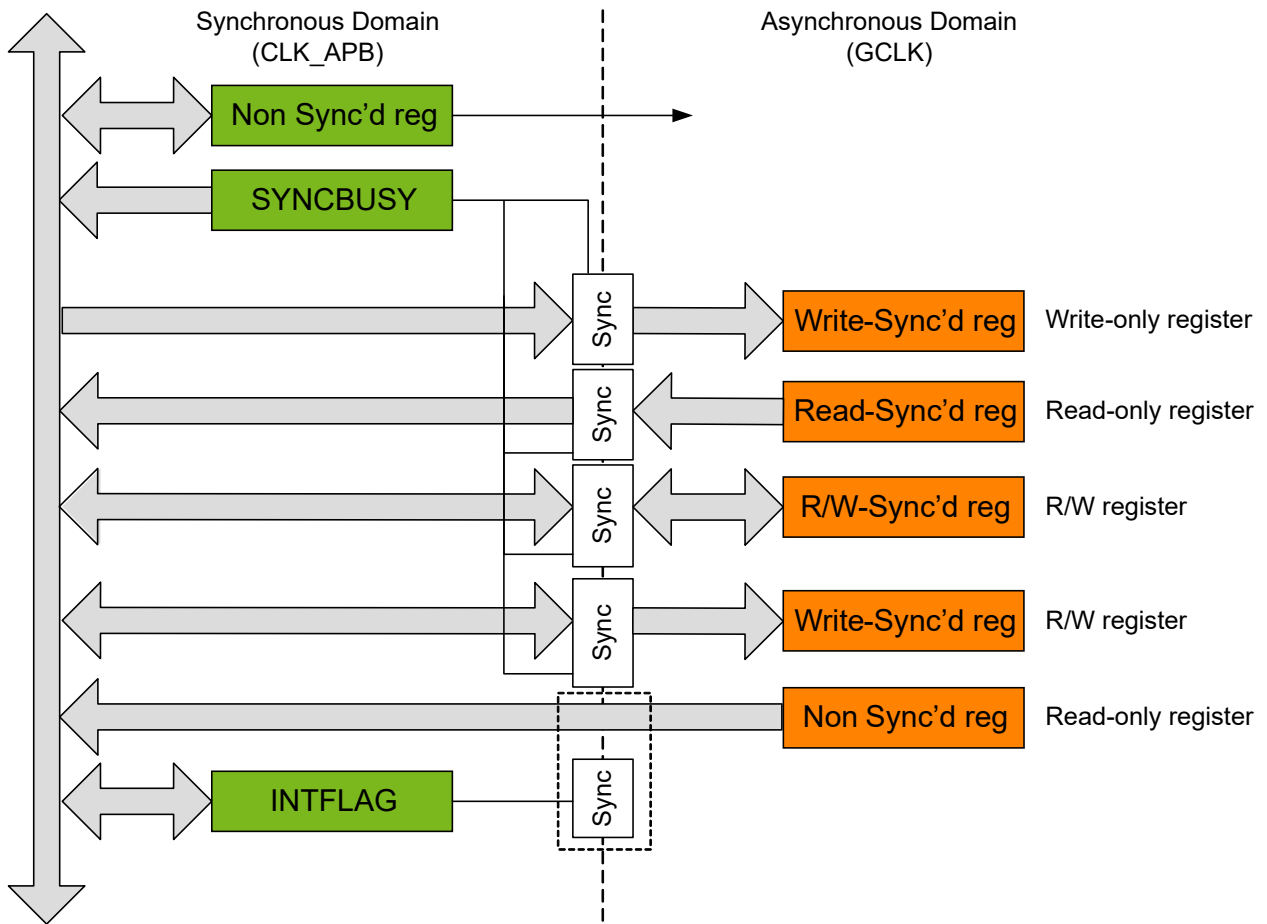 Synchronous Domain
(CLK_APB)
Asynchronous Domain
(GCLK)
Non Sync’d reg
SYNCBUSY
Sync
Write-Sync’d reg
Write-only register
Sync
Read-Sync’d reg
Read-only register
Sync
R/W-Sync’d reg
R/W register
Sync
Write-Sync’d reg
R/W register
Non Sync’d reg
Read-only register
INTFLAG
Sync